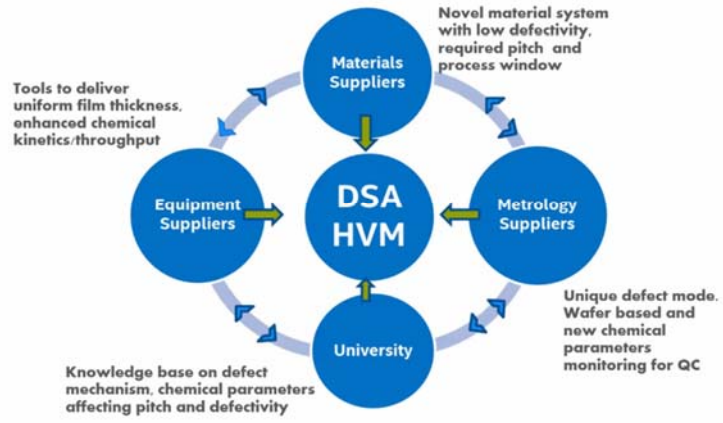 Novel material system
with low defectivity,
required pitch and
process window
Materials
Suppliers
Tools to deliver
uniform film thickness,
enhanced chemical
kinetics/throughput
Equipment
Suppliers
DSA
HVM
Metrology
Suppliers
Unique defect mode.
Wafer based and
new chemical
parameters
monitoring for QC
University
Knowledge base on defect
mechanism, chemical parameters
affecting pitch and defectivity